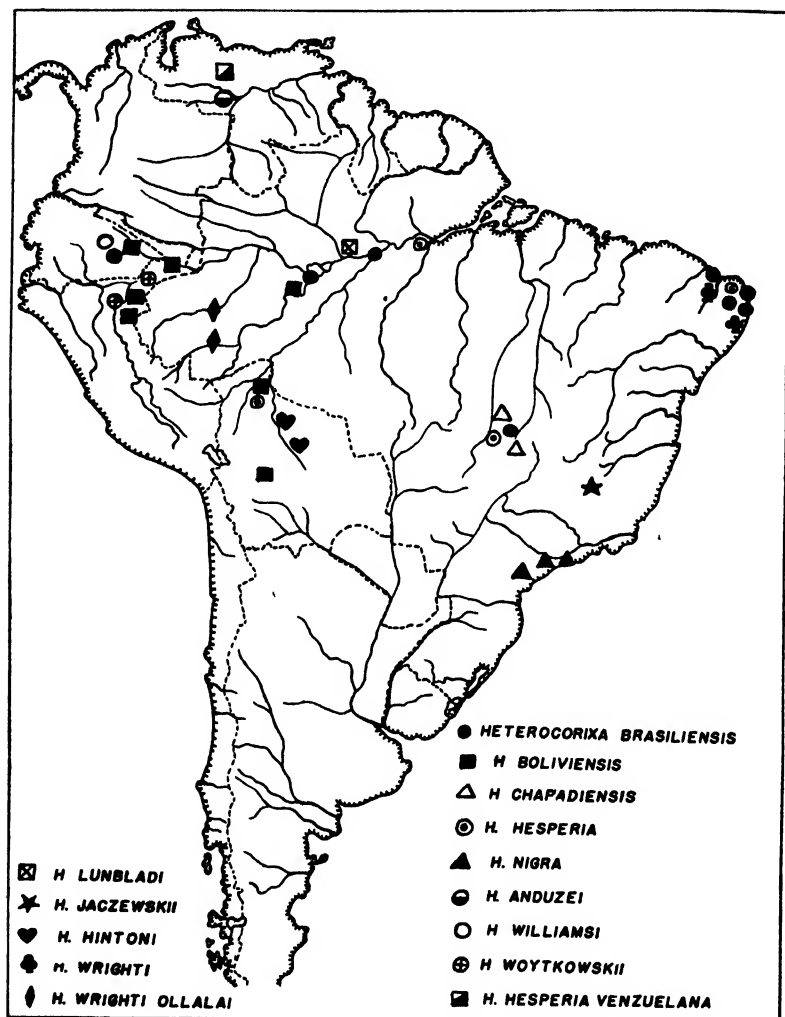 HETEROCORIXA BRASILIENSIS
H BOLIVIENSIS
H CHAPADIENSIS
H. HESPERIA
H. NIGRA
H. ANDUZEI
H WILLIAMSI
H WOYTKOWSKII
H. HESPERIA VENZUELANA
H LUNBLADI
H. JACZEWSKII
H. HINTONI
H. WRIGHTI
H. WRIGHTI OLLALAI